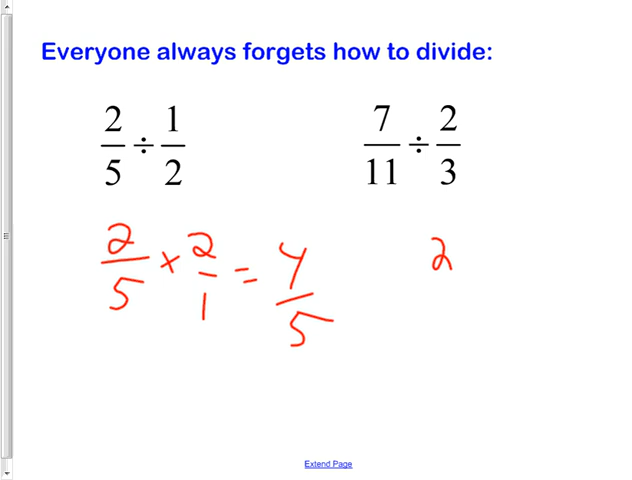 Everyone always forgets how to divide:
2/5 ÷ 1/2
7/11 ÷ 2/3
2/5 × 2/1 = 4/5
2
Extend Page